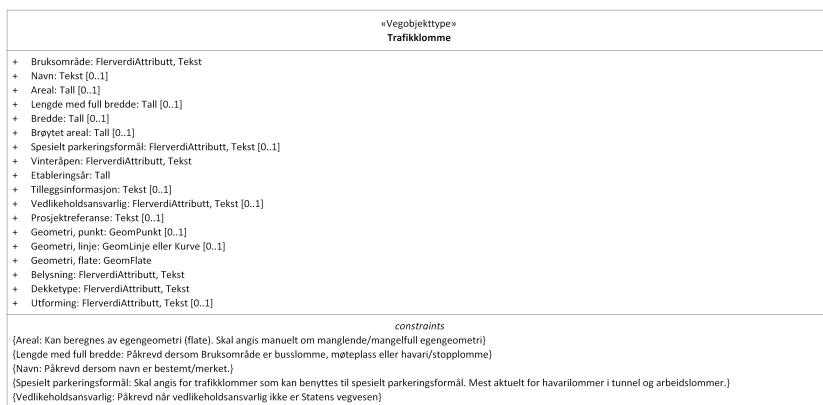 «Vegobjekttype»
Trafikklomme
+ Bruksområde: FlerverdiAttributt, Tekst
+ Navn: Tekst [0..1]
+ Areal: Tall [0..1]
+ Lengde med full bredde: Tall [0..1]
+ Bredde: Tall [0..1]
+ Brøytet areal: Tall [0..1]
+ Spesielt parkeringsformål: FlerverdiAttributt, Tekst [0..1]
+ Vinteråpen: FlerverdiAttributt, Tekst
+ Etableringsår: Tall
+ Tilleggsinformasjon: Tekst [0..1]
+ Vedlikeholdsansvarlig: FlerverdiAttributt, Tekst [0..1]
+ Prosjektreferanse: Tekst [0..1]
+ Geometri, punkt: GeomPunkt [0..1]
+ Geometri, linje: GeomLinje eller Kurve [0..1]
+ Geometri, flate: GeomFlate
+ Belysning: FlerverdiAttributt, Tekst
+ Dekketype: FlerverdiAttributt, Tekst
+ Utforming: FlerverdiAttributt, Tekst [0..1]
constraints
{Areal: Kan beregnes av egengeometri (flate). Skal angis manuelt om manglende/mangelfull egengeometri}
{Lengde med full bredde: Påkrevd dersom Bruksområde er busslomme, møteplass eller havari/stopplomme}
{Navn: Påkrevd dersom navn er bestemt/merket.}
{Spesielt parkeringsformål: Skal angis for trafikklommer som kan benyttes til spesielt parkeringsformål. Mest aktuelt for havarilommer i tunnel og arbeidslommer.}
{Vedlikeholdsansvarlig: Påkrevd når vedlikeholdsansvarlig ikke er Statens vegvesen}